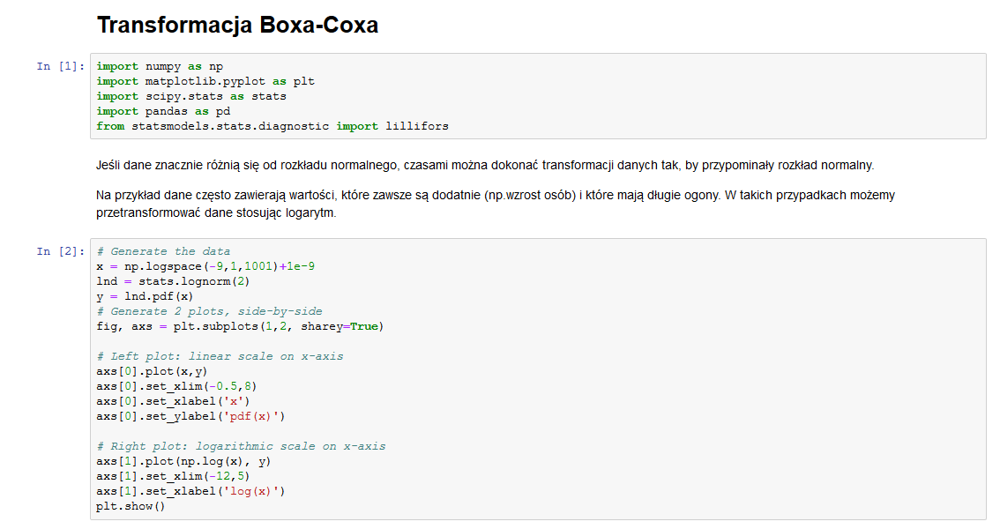 Transformacja Boxa-Coxa
In [1]: import numpy as np
import matplotlib.pyplot as plt
import scipy.stats as stats
import pandas as pd
from statsmodels.stats.diagnostic import lillifors
Jeśli dane znacznie różnią się od rozkładu normalnego, czasami można dokonać transformacji danych tak, by przypominały rozkład normalny.
Na przykład dane często zawierają wartości, które zawsze są dodatnie (np.wzrost osób) i które mają długie ogony. W takich przypadkach możemy
przetransformować dane stosując logarytm.
In [2]: # Generate the data
x = np.logspace(-9,1,1001)+1e-9
lnd = stats.lognorm(2)
y = lnd.pdf(x)
# Generate 2 plots, side-by-side
fig, axs = plt.subplots(1,2, sharey=True)
# Left plot: linear scale on x-axis
axs[0].plot(x,y)
axs[0].set_xlim(-0.5,8)
axs[0].set_xlabel('x')
axs[0].set_ylabel('pdf(x)')
# Right plot: logarithmic scale on x-axis
axs[1].plot(np.log(x), y)
axs[1].set_xlim(-12,5)
axs[1].set_xlabel('log(x)')
plt.show()